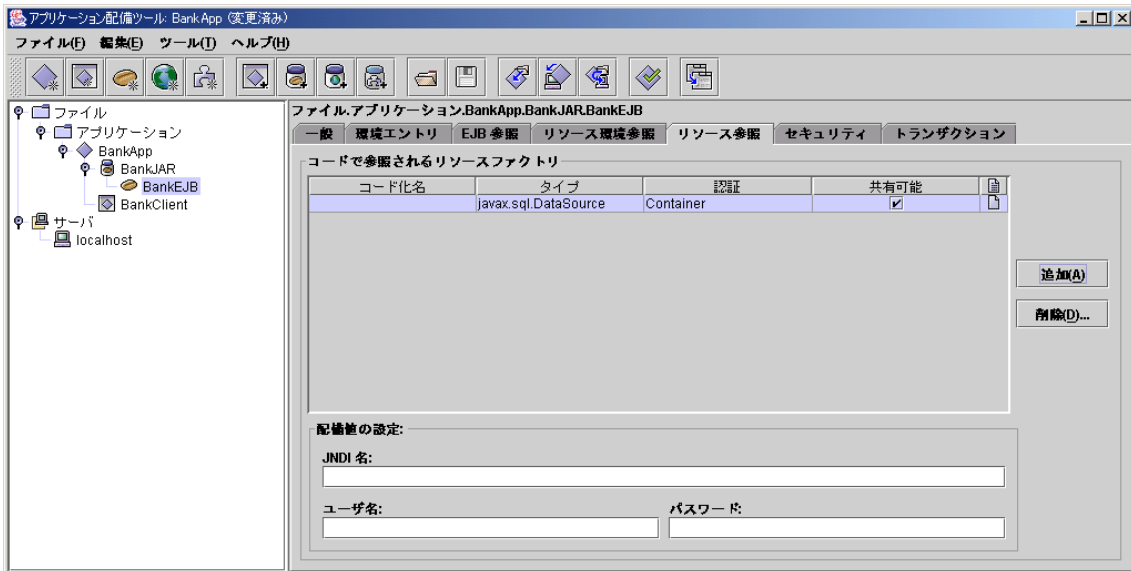 アプリケーション配備ツール: BankApp (変更済み)
ファイル(F) 編集(E) ツール(T) ヘルプ(H)
ファイル
アプリケーション
BankApp
BankJAR
BankEJB
BankClient
サーバ
localhost
ファイル.アプリケーション.BankApp.BankJAR.BankEJB
一般 環境エントリ EJB 参照 リソース環境参照 リソース参照 セキュリティ トランザクション
コードで参照されるリソースファクトリ
コード化名 タイプ 認証 共有可能
javax.sql.DataSource Container
追加(A)
削除(D)...
配備値の設定:
JNDI 名:
ユーザ名: パスワード: